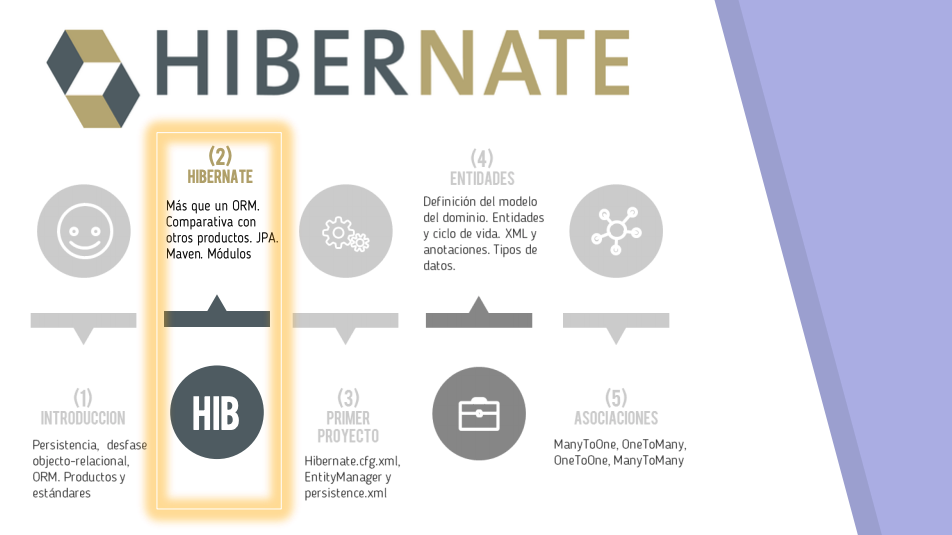 HIBERNATE
(1)
INTRODUCCION
Persistencia, desfase
objecto-relacional,
ORM. Productos y
estándares
(2)
HIBERNATE
Más que un ORM.
Comparativa con
otros productos. JPA.
Maven. Módulos
HIB
(3)
PRIMER
PROYECTO
Hibernate.cfg.xml,
EntityManager y
persistence.xml
(4)
ENTIDADES
Definición del modelo
del dominio. Entidades
y ciclo de vida. XML y
anotaciones. Tipos de
datos.
(5)
ASOCIACIONES
ManyToOne, OneToMany,
OneToOne, ManyToMany